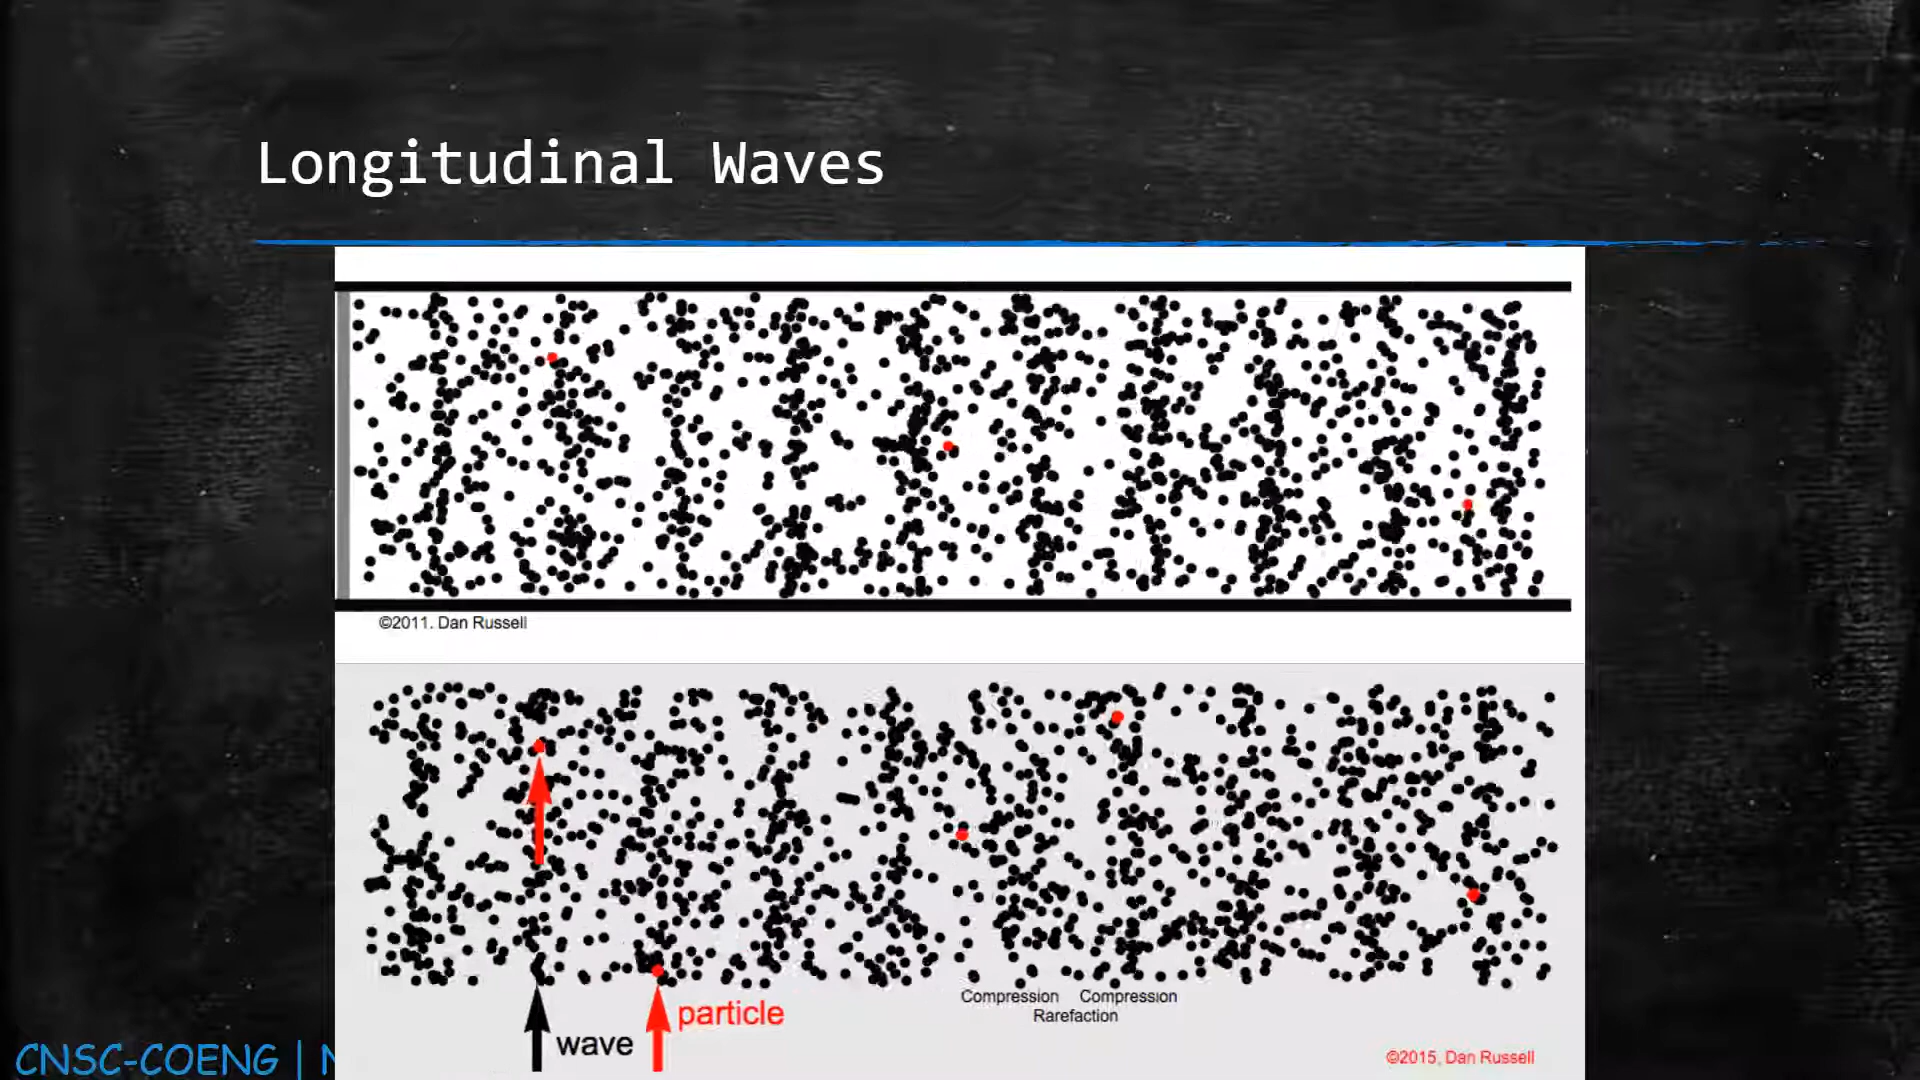 Longitudinal Waves
©2011. Dan Russell
particle
wave
Compression Compression
Rarefaction
©2015, Dan Russell
CNSC-COENG |